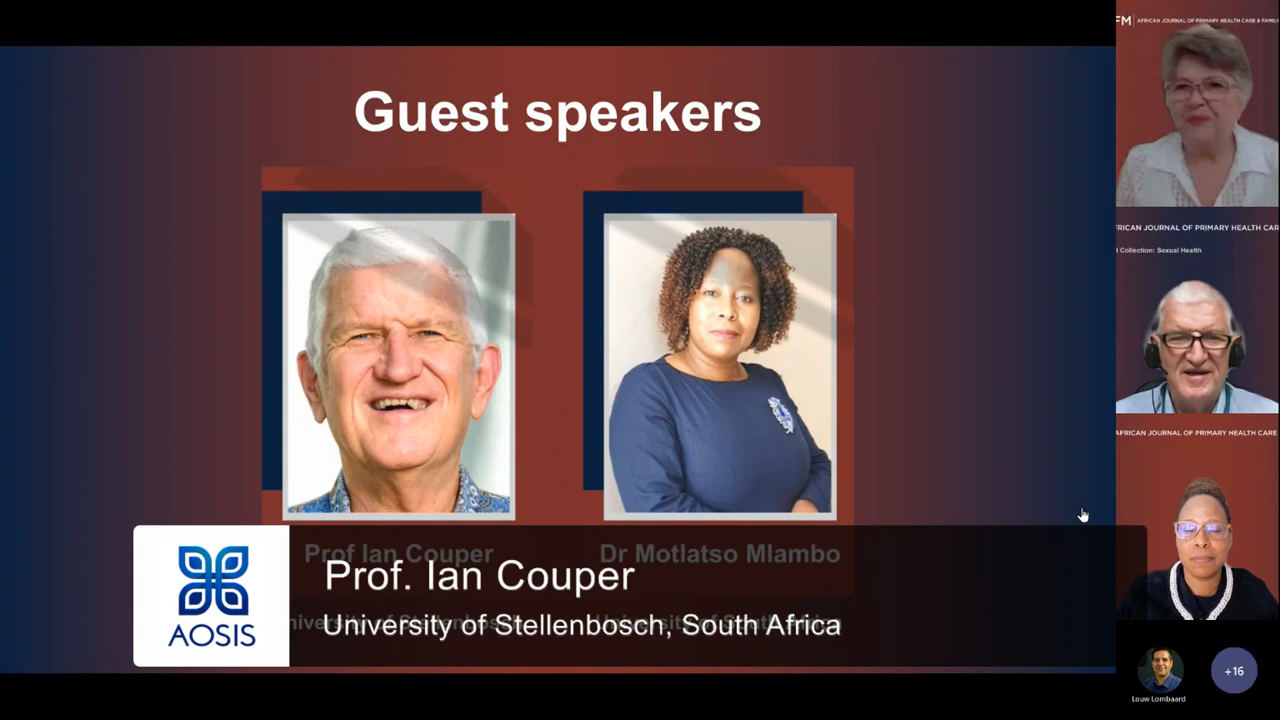 Guest speakers
Prof Ian Couper
Dr Motlatso Mlambo
AOSIS
Prof. Ian Couper
University of Stellenbosch, South Africa
FM | AFRICAN JOURNAL OF PRIMARY HEALTH CARE & FAMILY
FRICAN JOURNAL OF PRIMARY HEALTH CAR
l Collection: Sexual Health
AFRICAN JOURNAL OF PRIMARY HEALTH CARE
Louw Lombaard
+16